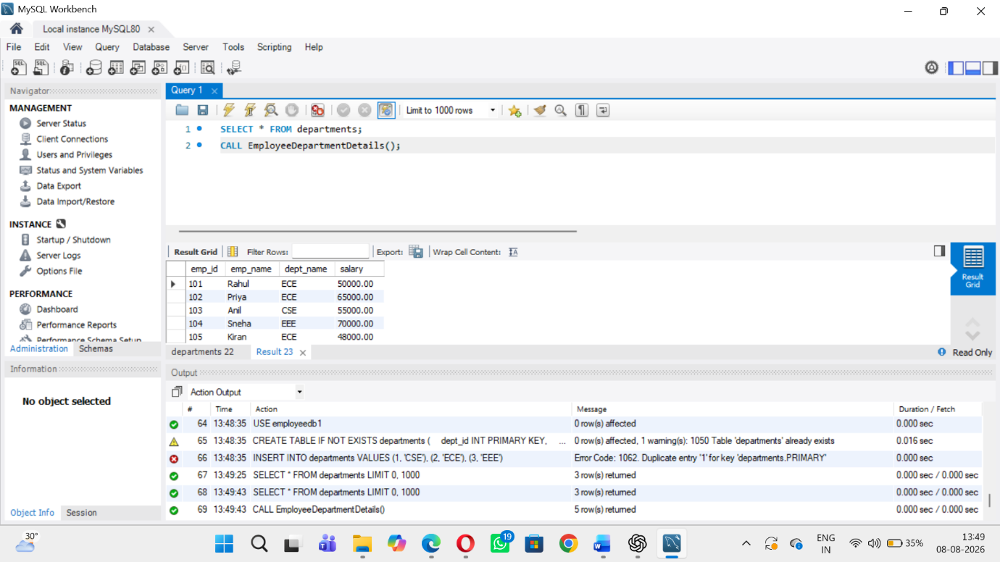 MySQL Workbench
Local instance MySQL80
File Edit View Query Database Server Tools Scripting Help
Navigator
MANAGEMENT
Server Status
Client Connections
Users and Privileges
Status and System Variables
Data Export
Data Import/Restore
INSTANCE
Startup / Shutdown
Server Logs
Options File
PERFORMANCE
Dashboard
Performance Reports
Performance Schema Setup
Administration Schemas
Information
No object selected
Object Info Session
Query 1
Limit to 1000 rows
1 SELECT * FROM departments;
2 CALL EmployeeDepartmentDetails();
Result Grid Filter Rows: Export: Wrap Cell Content:
emp_id emp_name dept_name salary
101 Rahul ECE 50000.00
102 Priya ECE 65000.00
103 Anil CSE 55000.00
104 Sneha EEE 70000.00
105 Kiran ECE 48000.00
Result
Grid
departments 22 Result 23 Read Only
Output
Action Output
# Time Action Message Duration / Fetch
64 13:48:35 USE employeedb1 0 row(s) affected 0.000 sec
65 13:48:35 CREATE TABLE IF NOT EXISTS departments ( dept_id INT PRIMARY KEY, ... 0 row(s) affected, 1 warning(s): 1050 Table 'departments' already exists 0.016 sec
66 13:48:35 INSERT INTO departments VALUES (1, 'CSE'), (2, 'ECE'), (3, 'EEE') Error Code: 1062. Duplicate entry '1' for key 'departments.PRIMARY' 0.000 sec
67 13:49:25 SELECT * FROM departments LIMIT 0, 1000 3 row(s) returned 0.000 sec / 0.000 sec
68 13:49:43 SELECT * FROM departments LIMIT 0, 1000 3 row(s) returned 0.000 sec / 0.000 sec
69 13:49:43 CALL EmployeeDepartmentDetails() 5 row(s) returned 0.000 sec / 0.000 sec
30°
19
ENG
IN
35%
13:49
08-08-2026